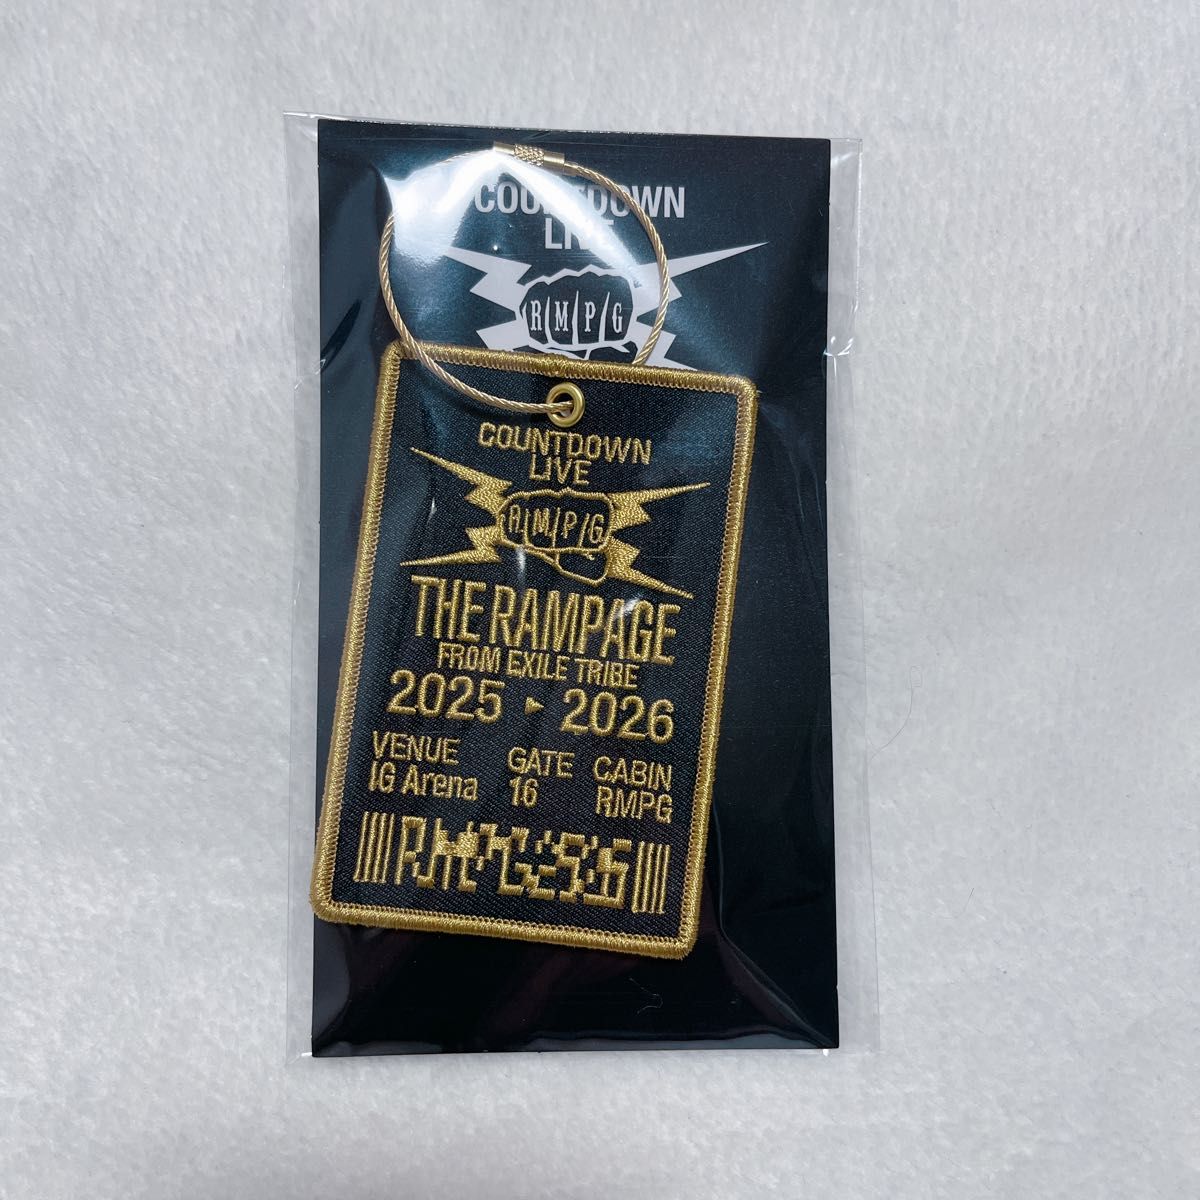 COUNTDOWN
LIVE
RMPG
COUNTDOWN
LIVE
RMPG
THE RAMPAGE
FROM EXILE TRIBE
2025 ▶ 2026
VENUE GATE CABIN
IG Arena 16 RMPG